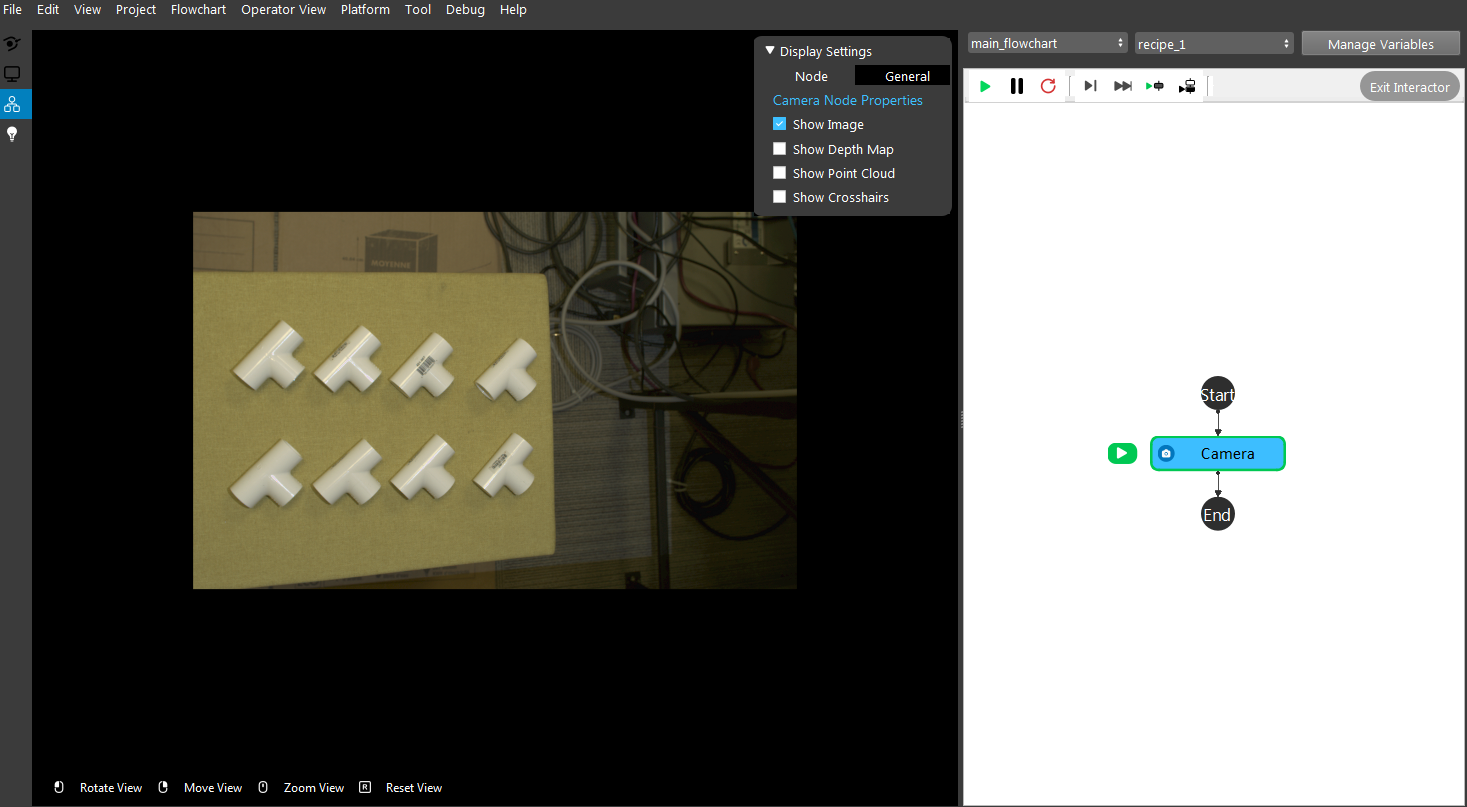 File Edit View Project Flowchart Operator View Platform Tool Debug Help
main_flowchart recipe_1 Manage Variables
Exit Interactor
Display Settings
Node General
Camera Node Properties
Show Image
Show Depth Map
Show Point Cloud
Show Crosshairs
MOYENNE
Start
Camera
End
Rotate View Move View Zoom View R Reset View